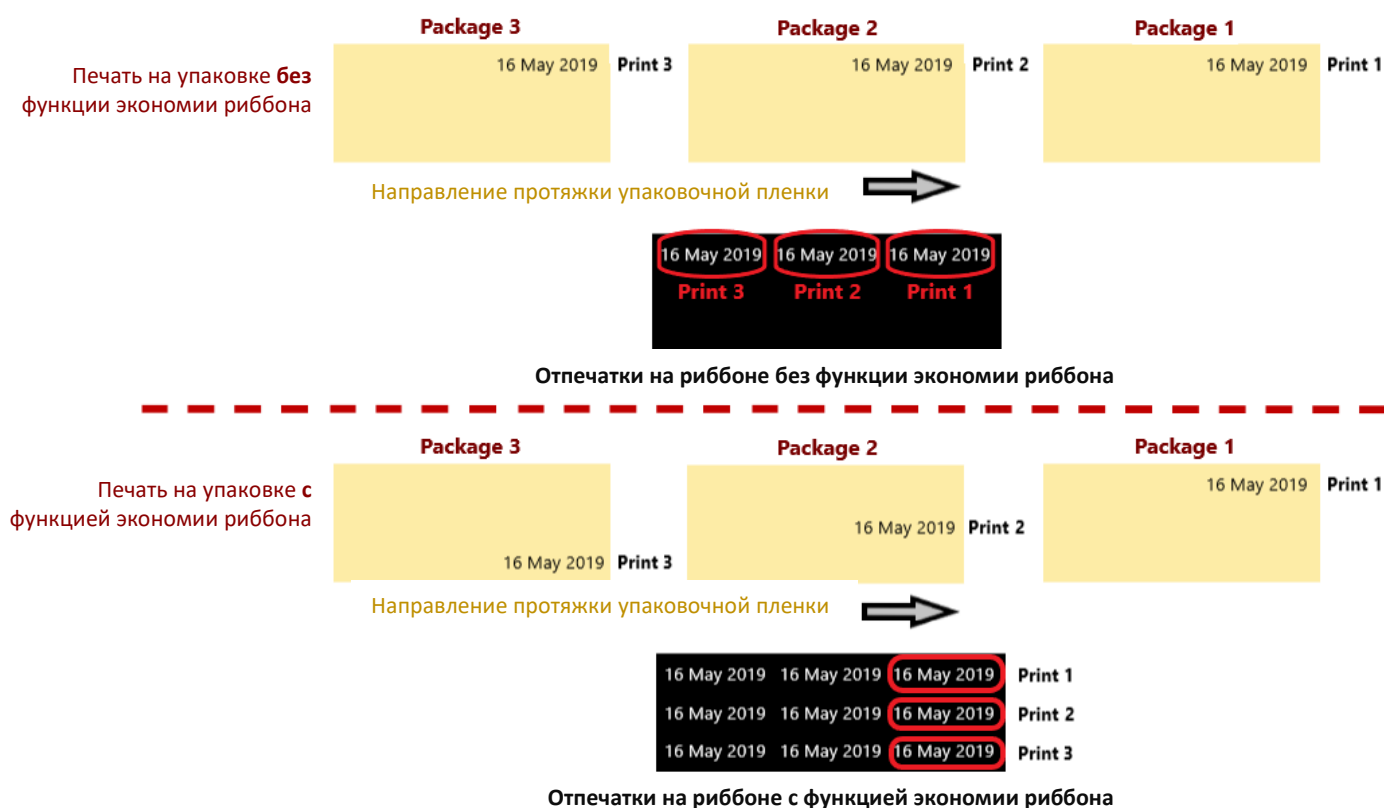 Package 3 Package 2 Package 1
Печать на упаковке без
функции экономии риббона
16 May 2019 Print 3 16 May 2019 Print 2 16 May 2019 Print 1
Направление протяжки упаковочной пленки
16 May 2019 16 May 2019 16 May 2019
Print 3 Print 2 Print 1
Отпечатки на риббоне без функции экономии риббона
Package 3 Package 2 Package 1
Печать на упаковке с
функцией экономии риббона
16 May 2019 Print 1
16 May 2019 Print 2
16 May 2019 Print 3
Направление протяжки упаковочной пленки
16 May 2019 16 May 2019 16 May 2019 Print 1
16 May 2019 16 May 2019 16 May 2019 Print 2
16 May 2019 16 May 2019 16 May 2019 Print 3
Отпечатки на риббоне с функцией экономии риббона